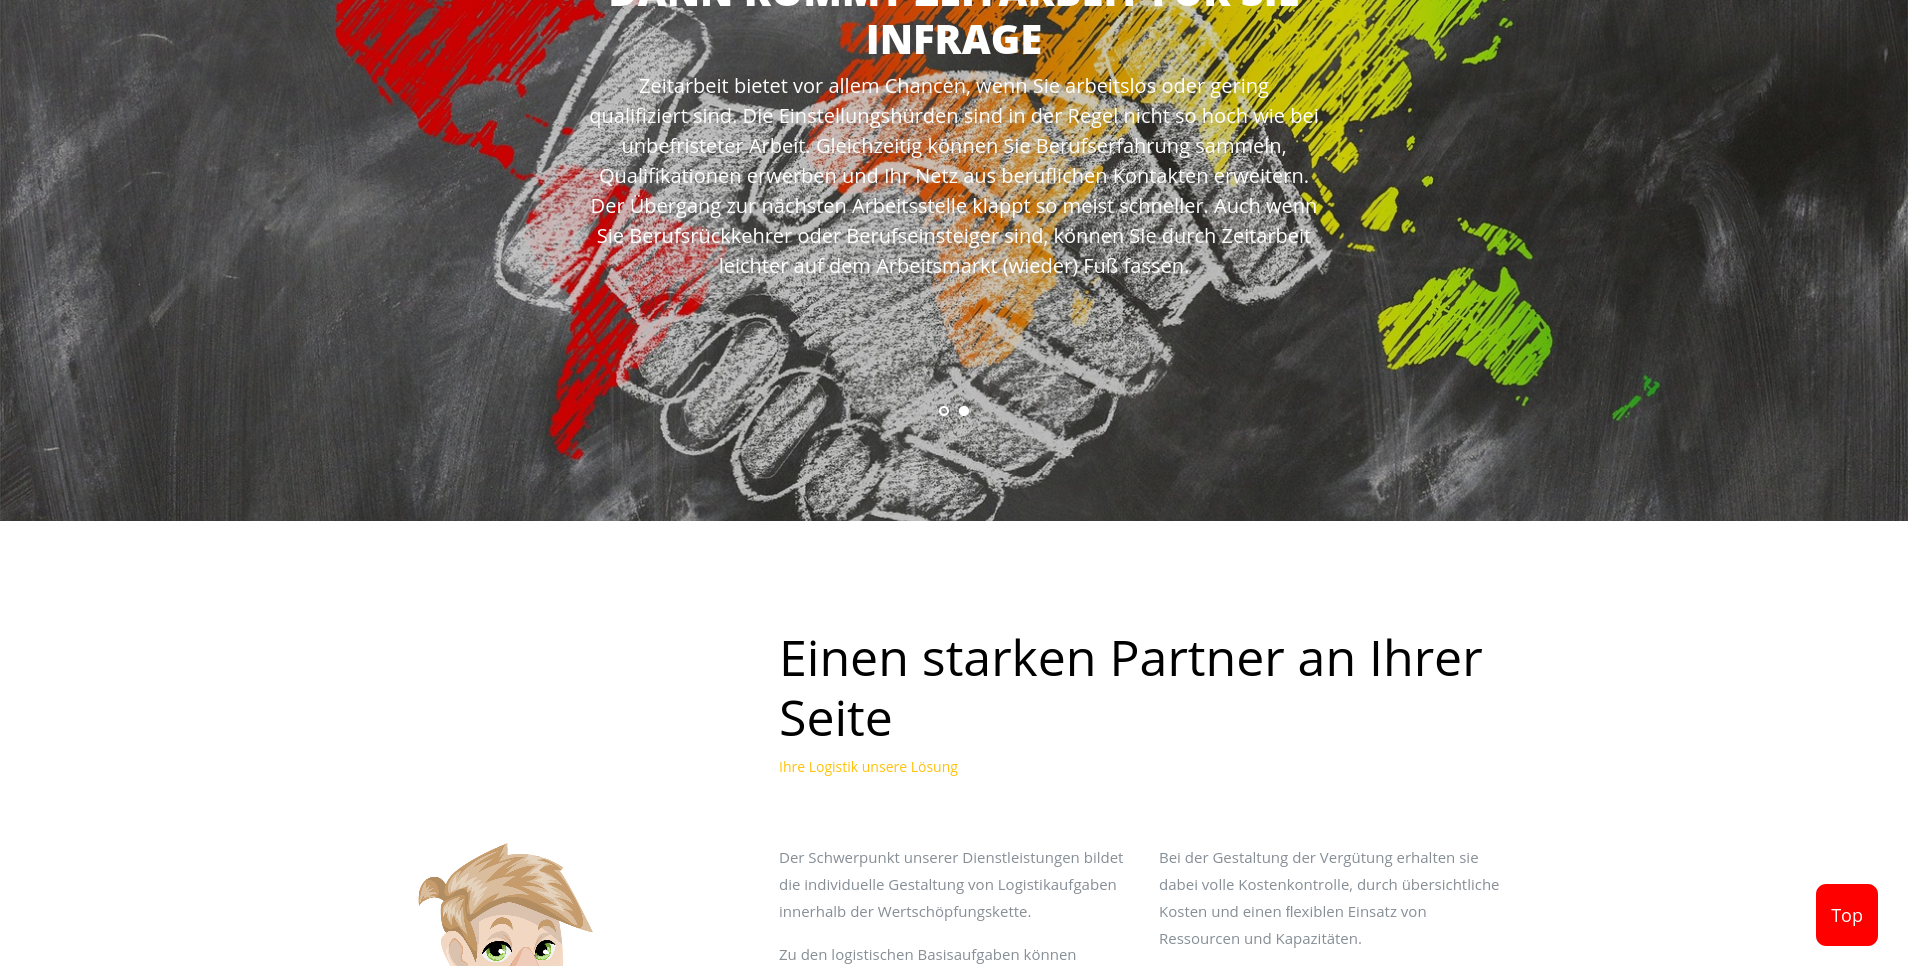 DANN KOMMT ZEITARBEIT FÜR SIE
INFRAGE
Zeitarbeit bietet vor allem Chancen, wenn Sie arbeitslos oder gering
qualifiziert sind. Die Einstellungshürden sind in der Regel nicht so hoch wie bei
unbefristeter Arbeit. Gleichzeitig können Sie Berufserfahrung sammeln,
Qualifikationen erwerben und Ihr Netz aus beruflichen Kontakten erweitern.
Der Übergang zur nächsten Arbeitsstelle klappt so meist schneller. Auch wenn
Sie Berufsrückkehrer oder Berufseinsteiger sind, können Sie durch Zeitarbeit
leichter auf dem Arbeitsmarkt (wieder) Fuß fassen.
Einen starken Partner an Ihrer
Seite
Ihre Logistik unsere Lösung
Der Schwerpunkt unserer Dienstleistungen bildet
die individuelle Gestaltung von Logistikaufgaben
innerhalb der Wertschöpfungskette.
Zu den logistischen Basisaufgaben können
Bei der Gestaltung der Vergütung erhalten sie
dabei volle Kostenkontrolle, durch übersichtliche
Kosten und einen flexiblen Einsatz von
Ressourcen und Kapazitäten.
Top